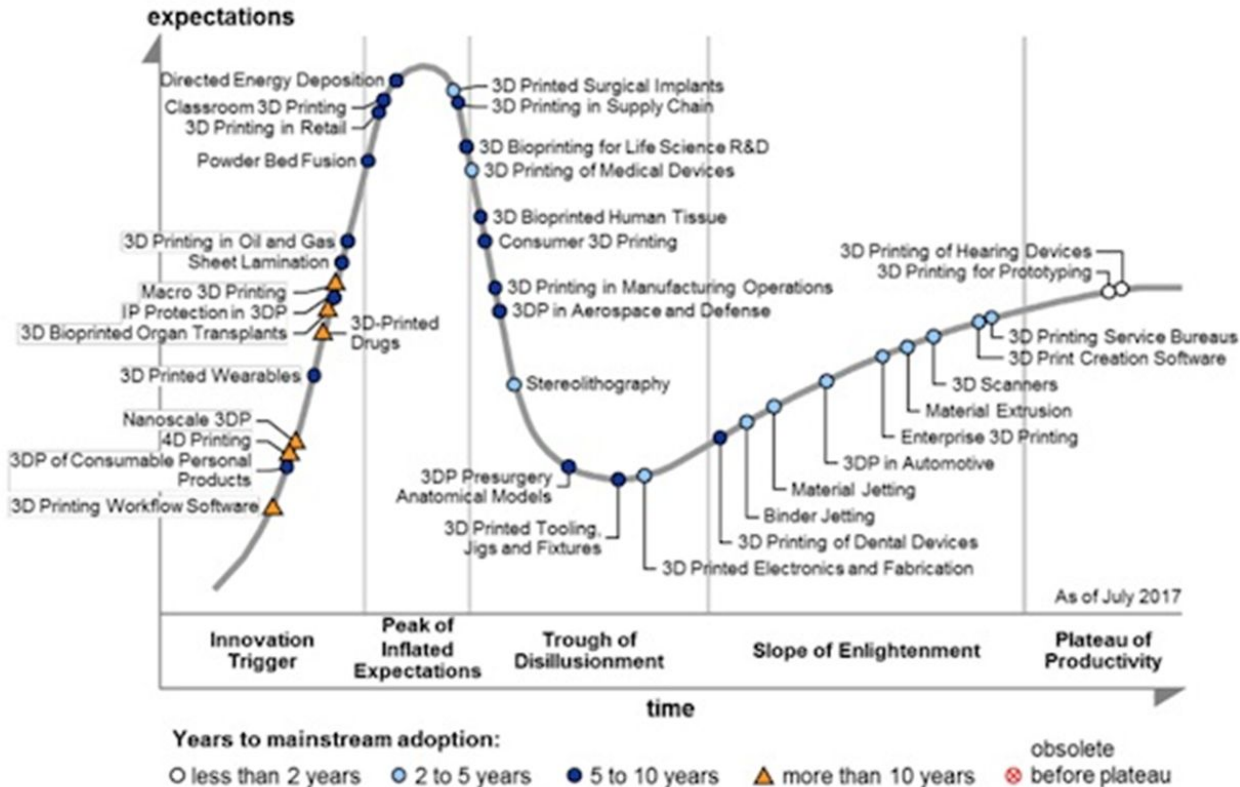 expectations
Directed Energy Deposition
Classroom 3D Printing
3D Printing in Retail
Powder Bed Fusion
3D Printing in Oil and Gas
Sheet Lamination
Macro 3D Printing
IP Protection in 3DP
3D Bioprinted Organ Transplants
3D-Printed
Drugs
3D Printed Wearables
Nanoscale 3DP
4D Printing
3DP of Consumable Personal
Products
3D Printing Workflow Software
3D Printed Surgical Implants
3D Printing in Supply Chain
3D Bioprinting for Life Science R&D
3D Printing of Medical Devices
3D Bioprinted Human Tissue
Consumer 3D Printing
3D Printing in Manufacturing Operations
3DP in Aerospace and Defense
Stereolithography
3DP Presurgery
Anatomical Models
3D Printed Tooling,
Jigs and Fixtures
3D Printed Electronics and Fabrication
3D Printing of Dental Devices
Binder Jetting
Material Jetting
3DP in Automotive
Enterprise 3D Printing
Material Extrusion
3D Scanners
3D Print Creation Software
3D Printing Service Bureaus
3D Printing for Prototyping
3D Printing of Hearing Devices
As of July 2017
Innovation
Trigger
Peak of
Inflated
Expectations
Trough of
Disillusionment
Slope of Enlightenment
Plateau of
Productivity
time
Years to mainstream adoption:
less than 2 years
2 to 5 years
5 to 10 years
more than 10 years
obsolete
before plateau